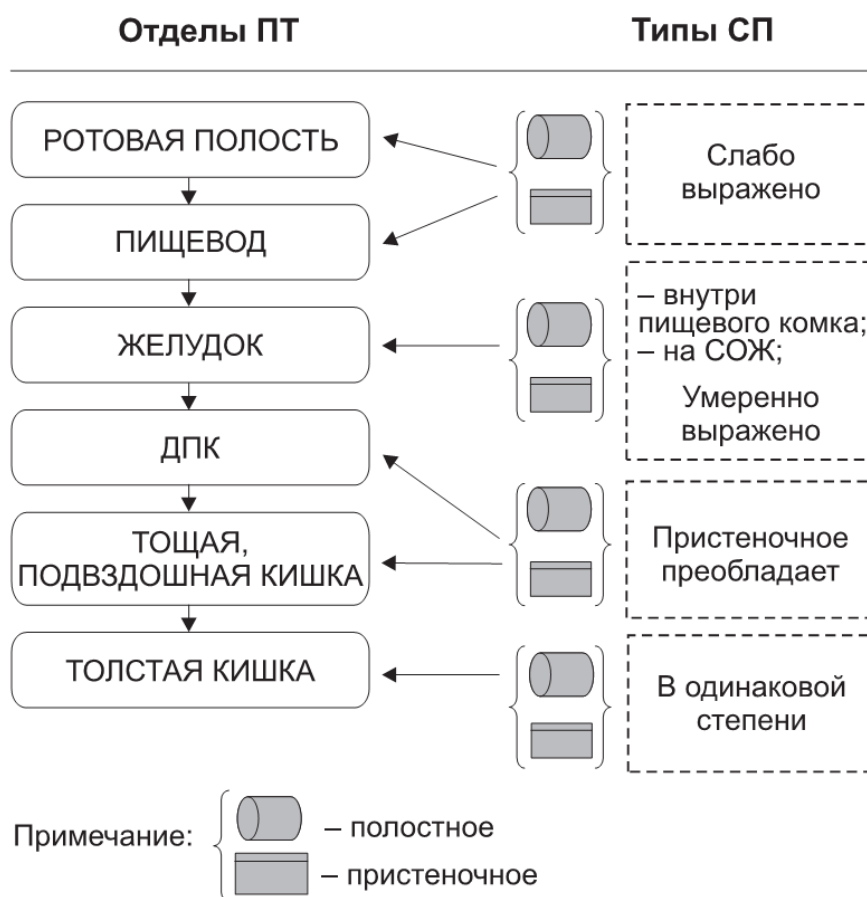 Отделы ПТ
Типы СП
РОТОВАЯ ПОЛОСТЬ
Слабо
выражено
ПИЩЕВОД
ЖЕЛУДОК
– внутри
пищевого комка;
– на СОЖ;
Умеренно
выражено
ДПК
ТОЩАЯ,
ПОДВЗДОШНАЯ КИШКА
Пристеночное
преобладает
ТОЛСТАЯ КИШКА
В одинаковой
степени
Примечание:
– полостное
– пристеночное